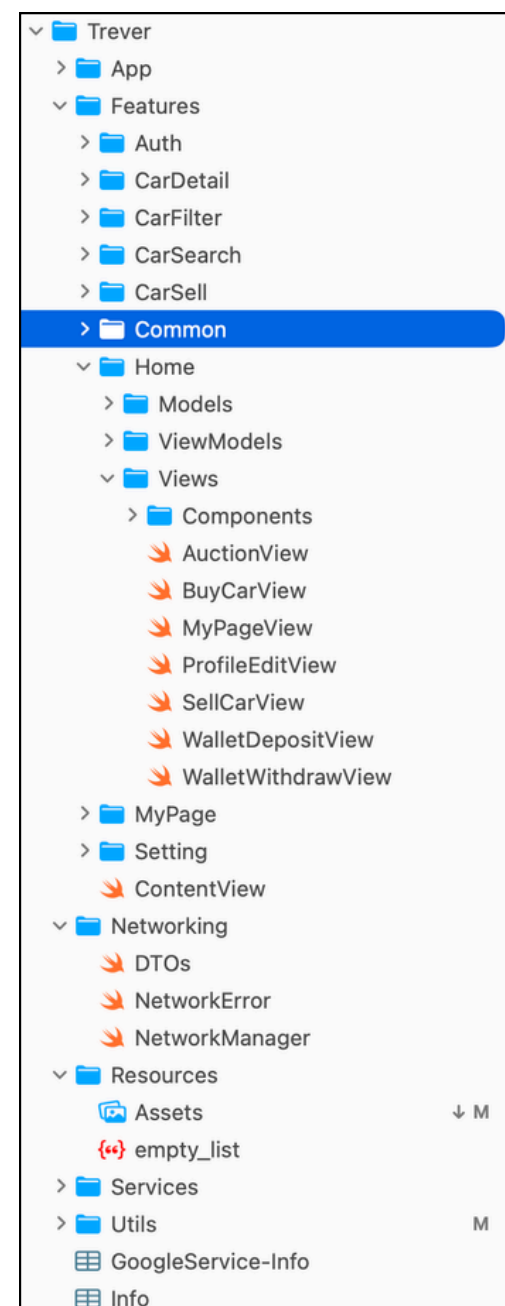 Trever
App
Features
Auth
CarDetail
CarFilter
CarSearch
CarSell
Common
Home
Models
ViewModels
Views
Components
AuctionView
BuyCarView
MyPageView
ProfileEditView
SellCarView
WalletDepositView
WalletWithdrawView
MyPage
Setting
ContentView
Networking
DTOs
NetworkError
NetworkManager
Resources
Assets ↓ M
empty_list
Services
Utils M
GoogleService-Info
Info